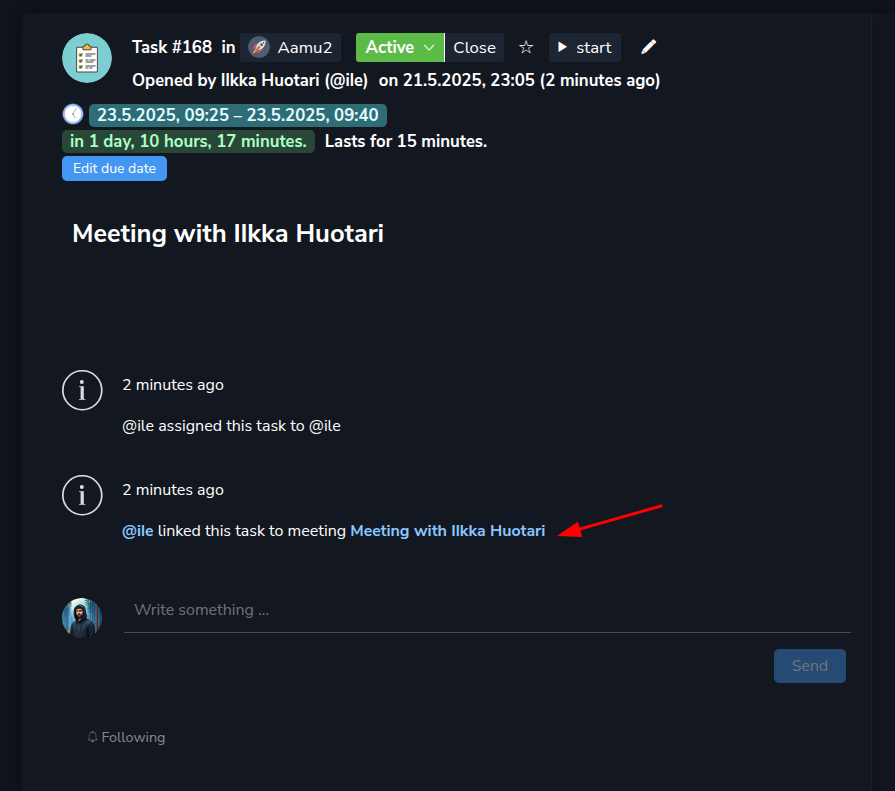 Task #168 in Aamu2 Active Close ☆ start
Opened by Ilkka Huotari (@ile) on 21.5.2025, 23:05 (2 minutes ago)
23.5.2025, 09:25 – 23.5.2025, 09:40
in 1 day, 10 hours, 17 minutes. Lasts for 15 minutes.
Edit due date
Meeting with Ilkka Huotari
2 minutes ago
@ile assigned this task to @ile
2 minutes ago
@ile linked this task to meeting Meeting with Ilkka Huotari
Write something ...
Send
Following